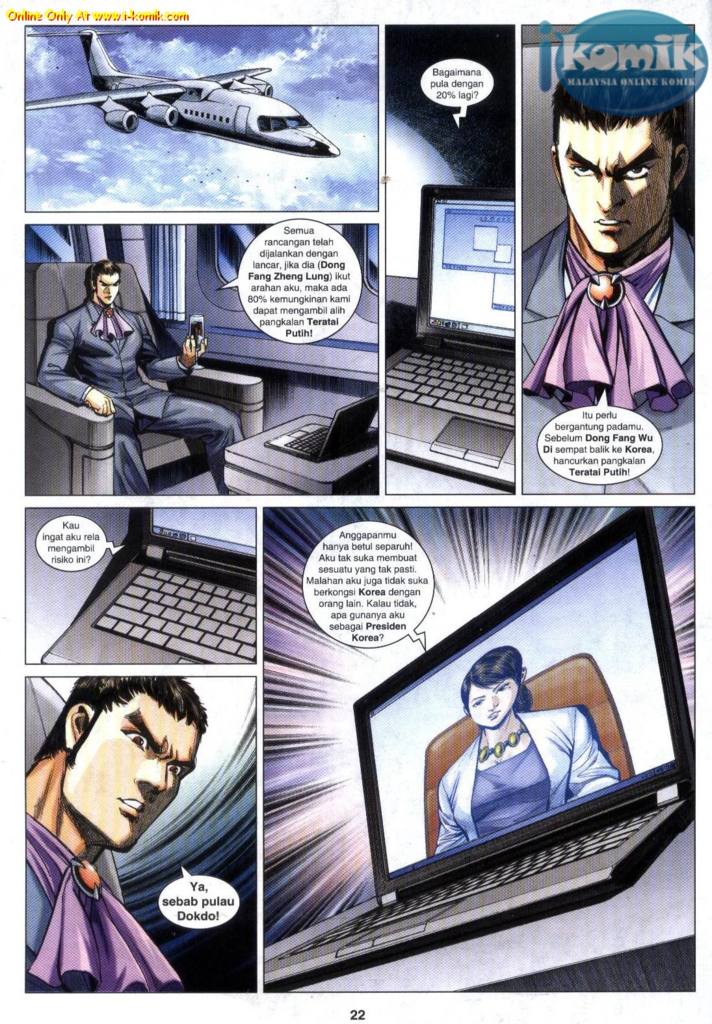 Online Only At www.i-komik.com
ikomik
MALAYSIA ONLINE KOMIK
Semua
rancangan telah
dijalankan dengan
lancar, jika dia (Dong
Fang Zheng Lung) ikut
arahan aku, maka ada
80% kemungkinan kami
dapat mengambil alih
pangkalan Teratai
Putih!
Bagaimana
pula dengan
20% lagi?
Itu perlu
bergantung padamu.
Sebelum Dong Fang Wu
Di sempat balik ke Korea,
hancurkan pangkalan
Teratai Putih!
Kau
ingat aku rela
mengambil
risiko ini?
Anggapanmu
hanya betul separuh!
Aku tak suka membuat
sesuatu yang tak pasti.
Malahan aku juga tidak suka
berkongsi Korea dengan
orang lain. Kalau tidak,
apa gunanya aku
sebagai Presiden
Korea?
Ya,
sebab pulau
Dokdo!
22